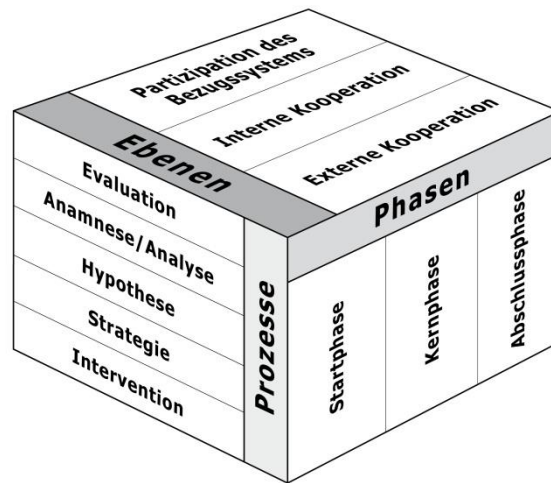 Partizipation des
Bezugssystems
Interne Kooperation
Externe Kooperation
Ebenen
Phasen
Prozesse
Evaluation
Anamnese/Analyse
Hypothese
Strategie
Intervention
Startphase
Kernphase
Abschlussphase